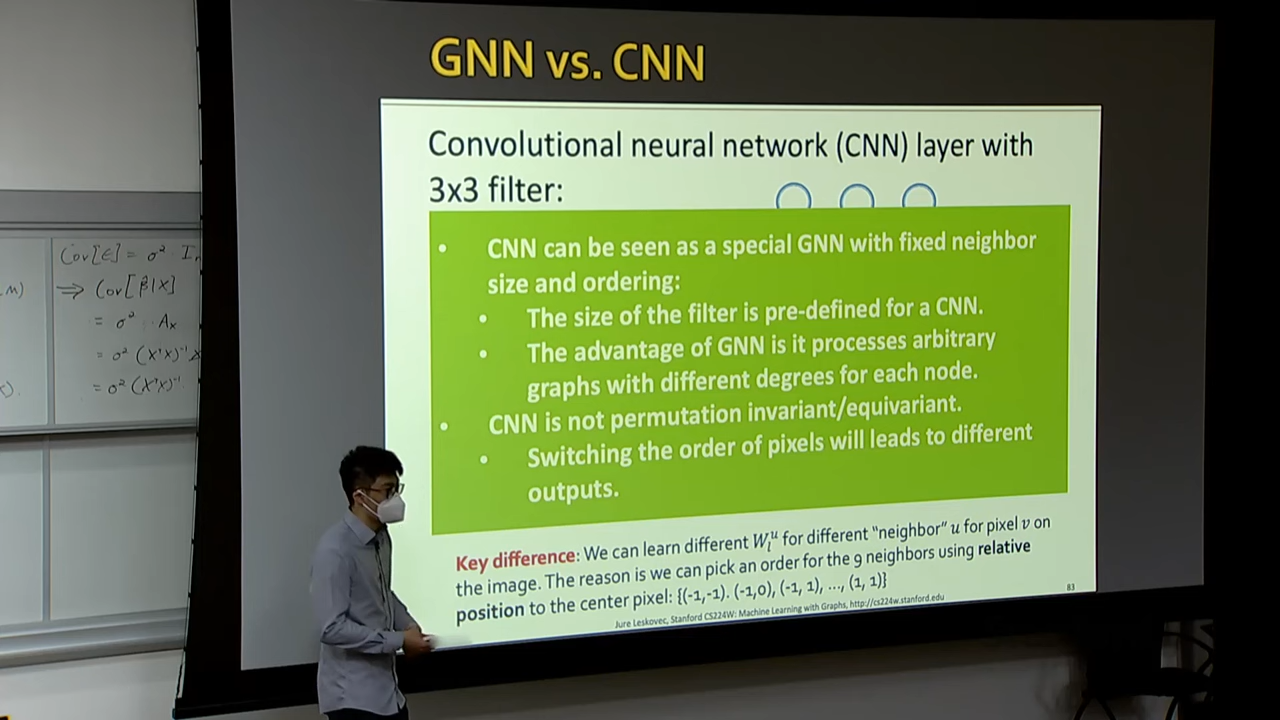 GNN vs. CNN
Convolutional neural network (CNN) layer with
3x3 filter:
• CNN can be seen as a special GNN with fixed neighbor
size and ordering:
• The size of the filter is pre-defined for a CNN.
• The advantage of GNN is it processes arbitrary
graphs with different degrees for each node.
• CNN is not permutation invariant/equivariant.
• Switching the order of pixels will leads to different
outputs.
Key difference: We can learn different W_l^u for different “neighbor” u for pixel v on
the image. The reason is we can pick an order for the 9 neighbors using relative
position to the center pixel: {(-1,-1). (-1,0), (-1, 1), …, (1, 1)}
Jure Leskovec, Stanford CS224W: Machine Learning with Graphs, http://cs224w.stanford.edu
83
Cov[ϵ] = σ² · I
⇒ Cov[β̂|X]
= σ² · Aₓ
= σ² (X'X)⁻¹
= σ² (X'X)⁻¹.